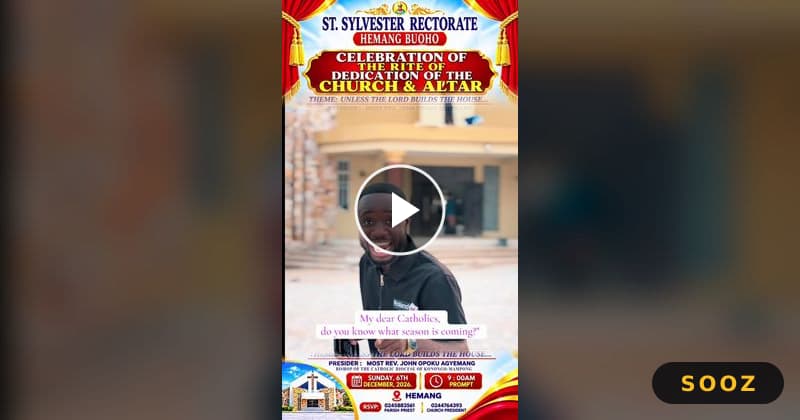 ST. SYLVESTER RECTORATE
HEMANG BUOHO
CELEBRATION OF
THE RITE OF
DEDICATION OF THE
CHURCH & ALTAR
THEME: UNLESS THE LORD BUILDS THE HOUSE...
My dear Catholics,
do you know what season is coming?"
THE LORD BUILDS THE HOUSE...
PRESIDER : MOST REV. JOHN OPOKU AGYEMANG
BISHOP OF THE CATHOLIC DIOCESE OF KONONGO-MAMPONG
SUNDAY, 6TH
DECEMBER, 2026.
9 : 00AM
PROMPT
HEMANG
RSVP:
0245883561
PARISH PRIEST
0244764393
CHURCH PRESIDENT
SOOZ